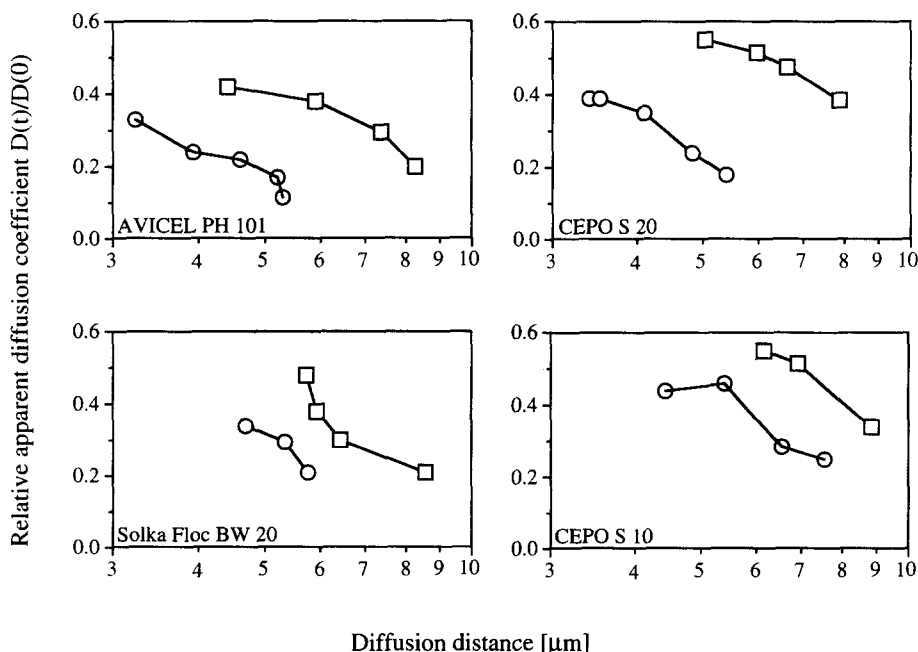 Relative apparent diffusion coefficient D(t)/D(0)
0.6
0.4
0.2
0.0
AVICEL PH 101
3 4 5 6 7 8 9 10
0.6
0.4
0.2
0.0
CEPO S 20
3 4 5 6 7 8 9 10
0.6
0.4
0.2
0.0
Solka Floc BW 20
3 4 5 6 7 8 9 10
0.6
0.4
0.2
0.0
CEPO S 10
3 4 5 6 7 8 9 10
Diffusion distance [μm]